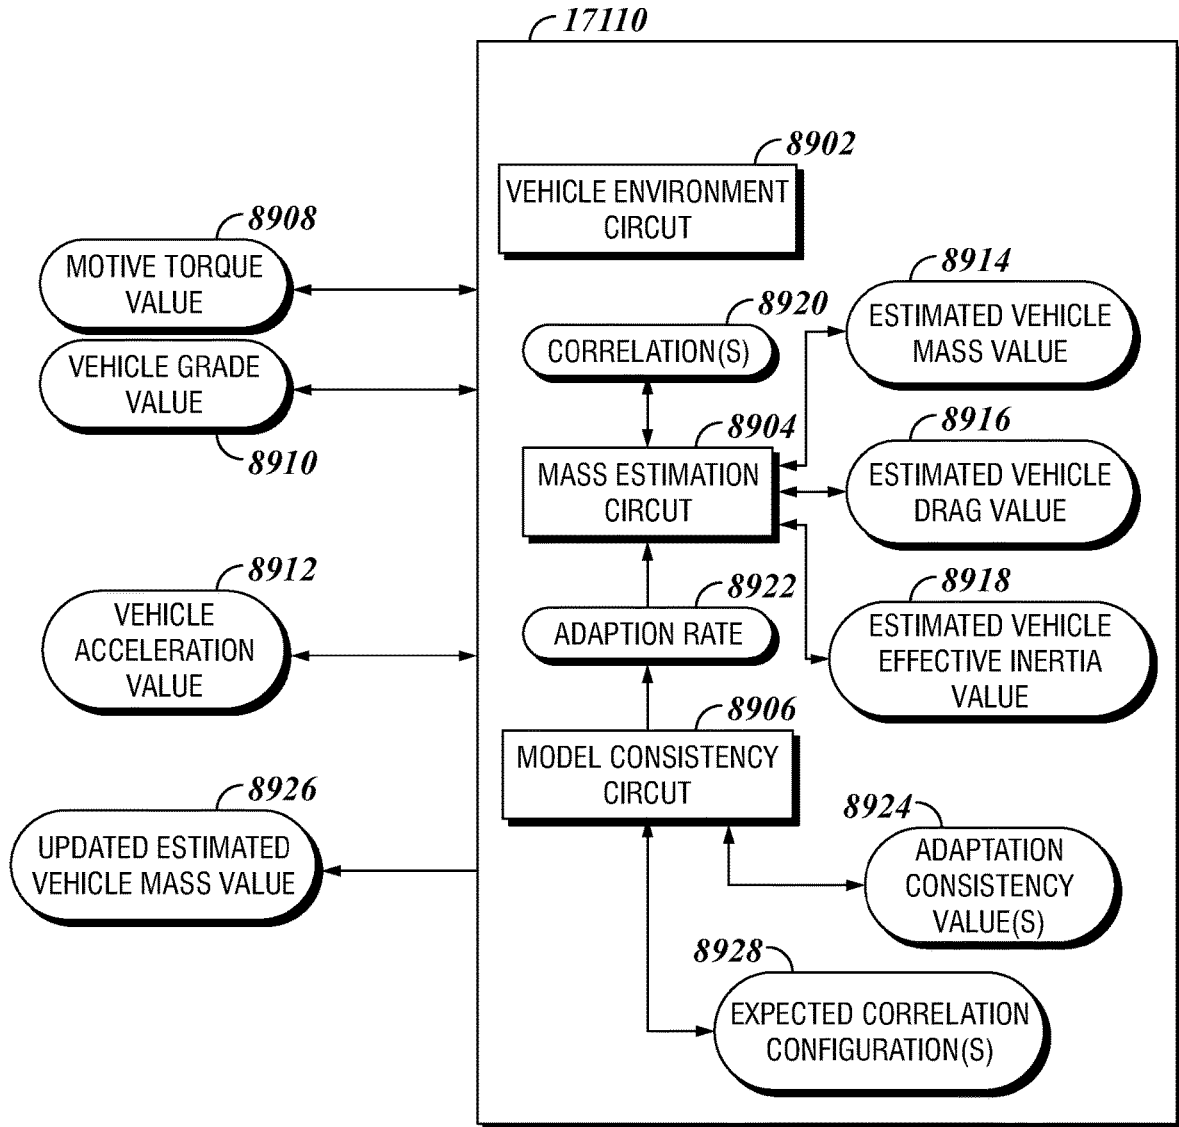 17110
8902
VEHICLE ENVIRONMENT
CIRCUT
8908
MOTIVE TORQUE
VALUE
VEHICLE GRADE
VALUE
8910
8920
CORRELATION(S)
8914
ESTIMATED VEHICLE
MASS VALUE
8904
MASS ESTIMATION
CIRCUT
8916
ESTIMATED VEHICLE
DRAG VALUE
8912
VEHICLE
ACCELERATION
VALUE
8922
ADAPTION RATE
8918
ESTIMATED VEHICLE
EFFECTIVE INERTIA
VALUE
8906
MODEL CONSISTENCY
CIRCUT
8926
UPDATED ESTIMATED
VEHICLE MASS VALUE
8924
ADAPTATION
CONSISTENCY
VALUE(S)
8928
EXPECTED CORRELATION
CONFIGURATION(S)